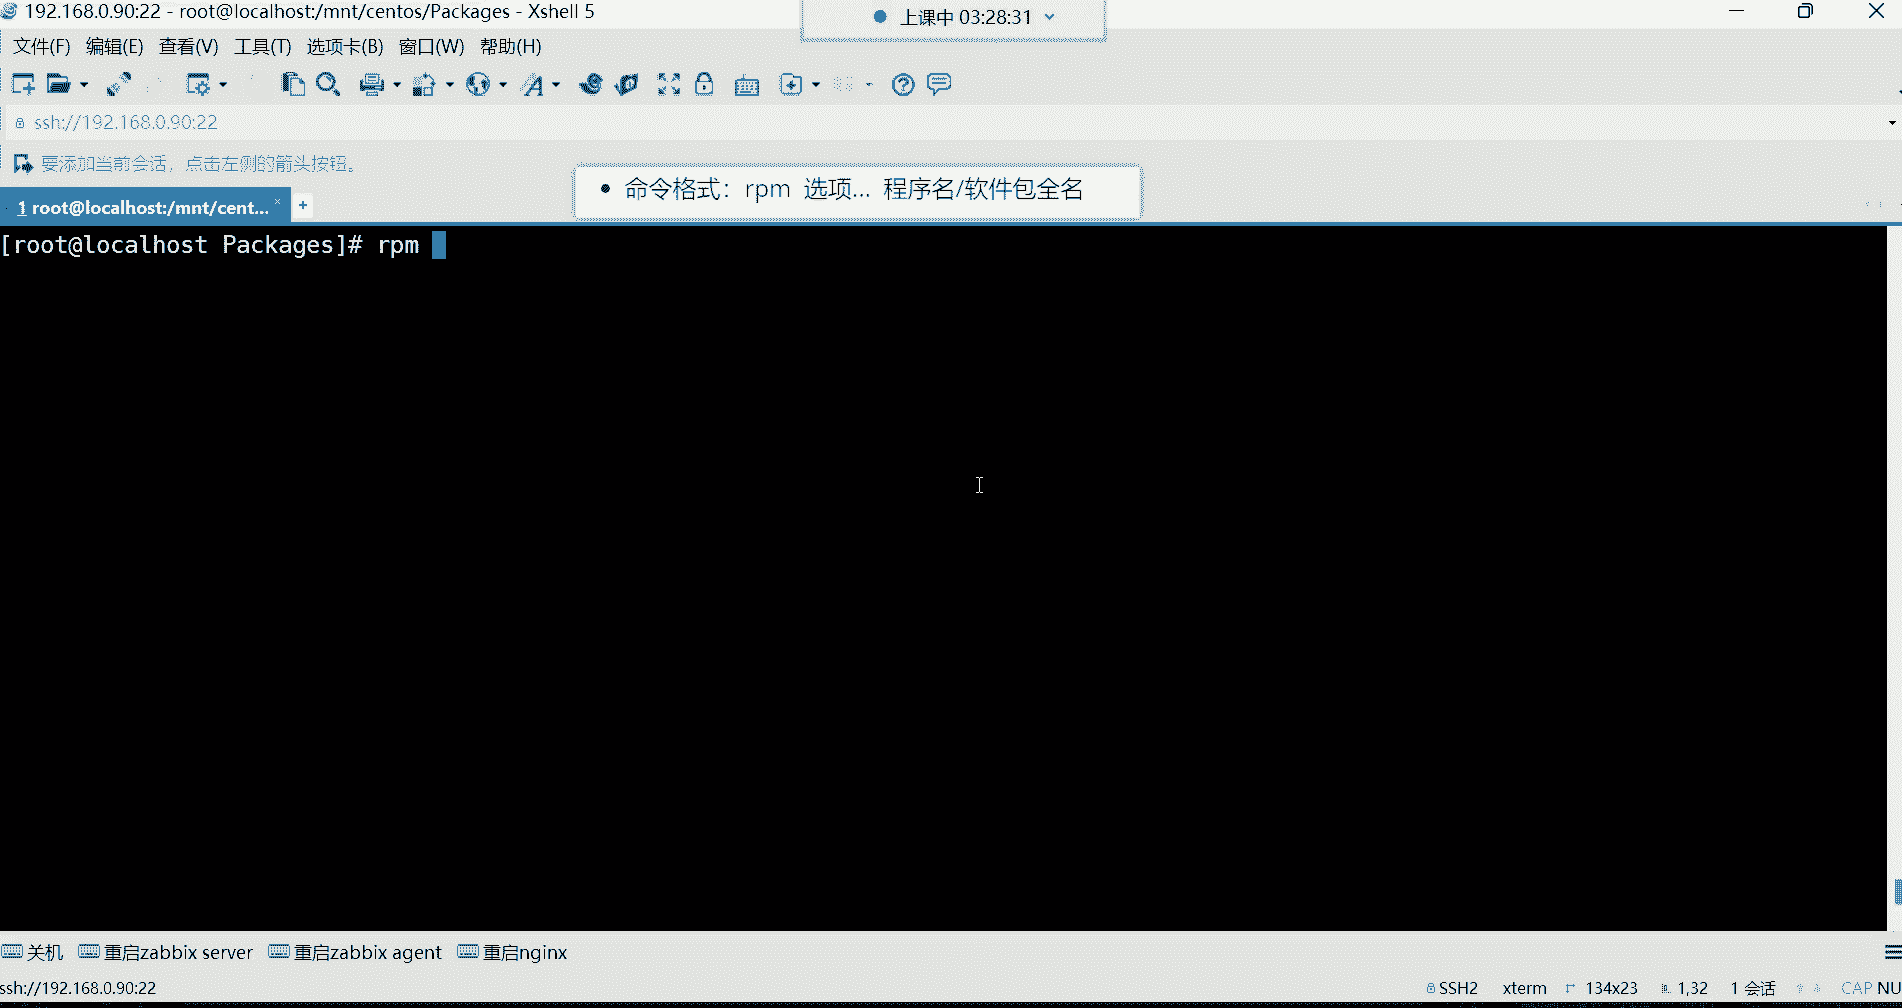 192.168.0.90:22 - root@localhost:/mnt/centos/Packages - Xshell 5
上课中 03:28:31
文件(F) 编辑(E) 查看(V) 工具(T) 选项卡(B) 窗口(W) 帮助(H)
ssh://192.168.0.90:22
要添加当前会话，点击左侧的箭头按钮。
• 命令格式：rpm 选项... 程序名/软件包全名
1 root@localhost:/mnt/cent... × +
[root@localhost Packages]# rpm
关机 重启zabbix server 重启zabbix agent 重启nginx
ssh://192.168.0.90:22 SSH2 xterm 134x23 1,32 1 会话 CAP NU